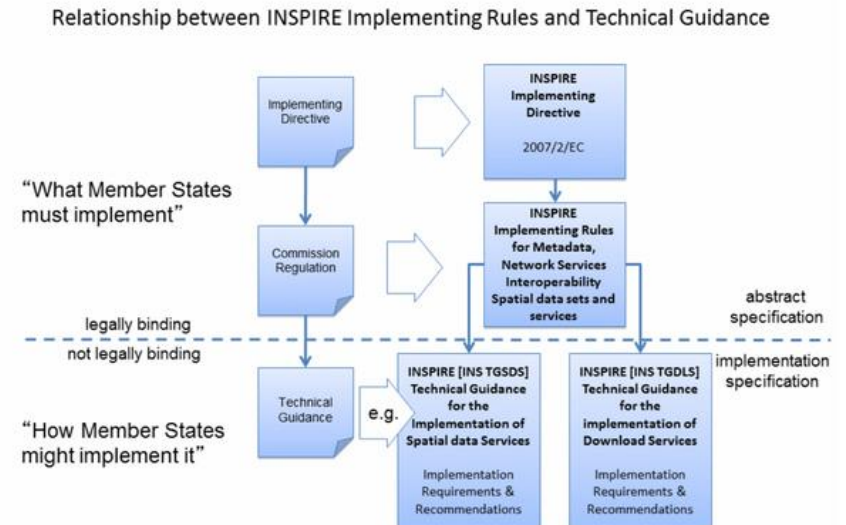 Relationship between INSPIRE Implementing Rules and Technical Guidance
Implementing
Directive
INSPIRE
Implementing
Directive
2007/2/EC
“What Member States
must implement”
Commission
Regulation
INSPIRE
Implementing Rules
for Metadata,
Network Services
Interoperability
Spatial data sets and
services
abstract
specification
legally binding
not legally binding
implementation
specification
Technical
Guidance
e.g.
INSPIRE [INS TGSDS]
Technical Guidance
for the
Implementation of
Spatial data Services
Implementation
Requirements &
Recommendations
INSPIRE [INS TGDLS]
Technical Guidance
for the
implementation of
Download Services
Implementation
Requirements &
Recommendations
“How Member States
might implement it”